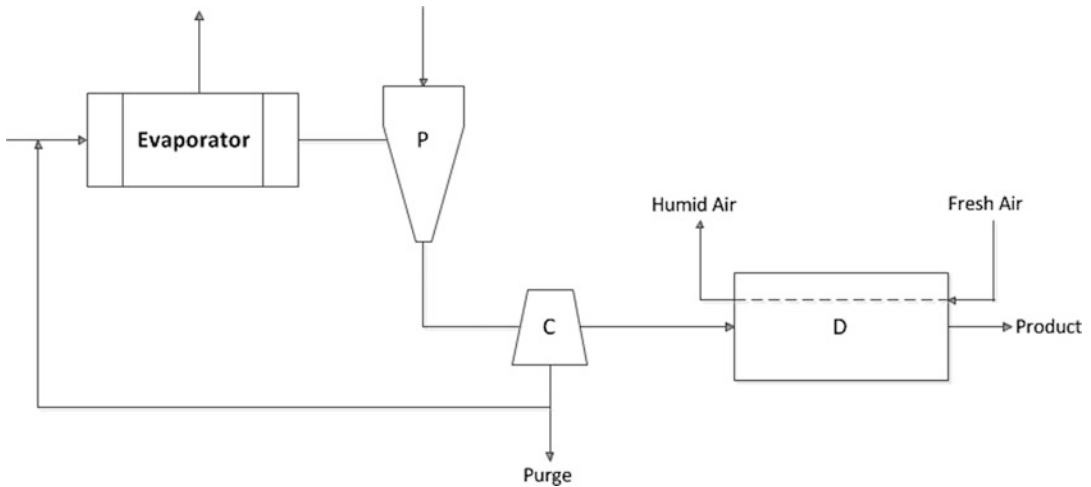 Evaporator
P
Humid Air
Fresh Air
C
D
Product
Purge